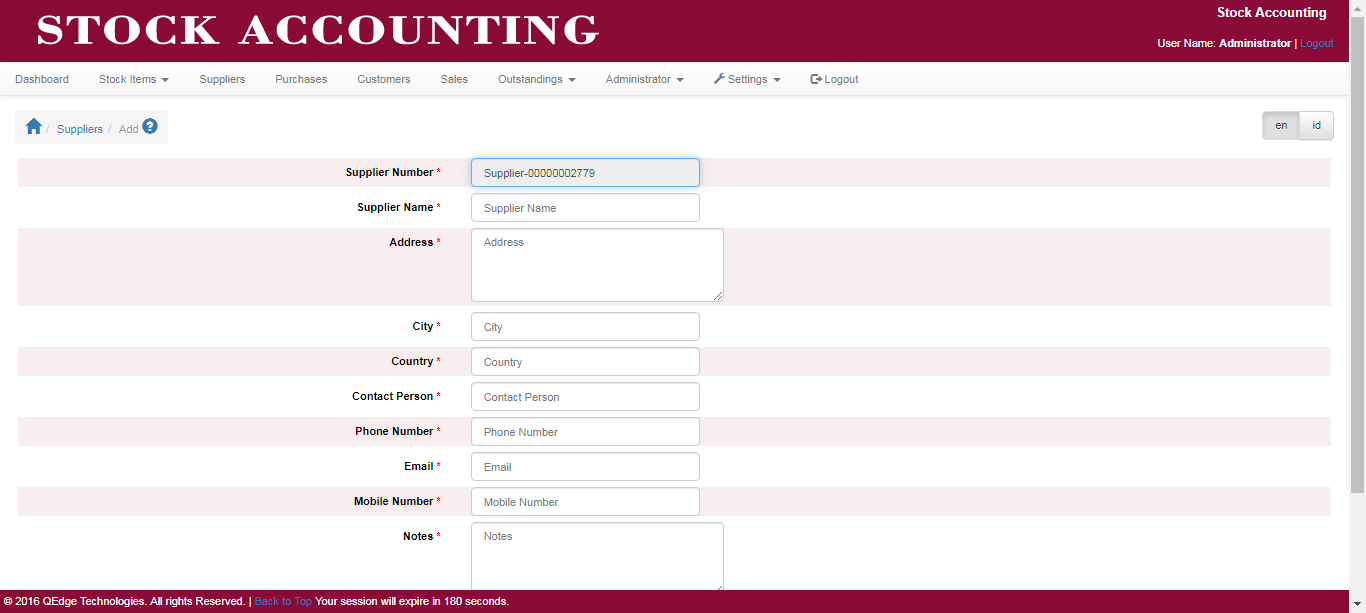 STOCK ACCOUNTING
Stock Accounting
User Name: Administrator | Logout
Dashboard Stock Items Suppliers Purchases Customers Sales Outstandings Administrator Settings Logout
/ Suppliers / Add ?
en id
Supplier Number * Supplier-00000002779
Supplier Name * Supplier Name
Address * Address
City * City
Country * Country
Contact Person * Contact Person
Phone Number * Phone Number
Email * Email
Mobile Number * Mobile Number
Notes * Notes
© 2016 QEdge Technologies. All rights Reserved. | Back to Top Your session will expire in 180 seconds.